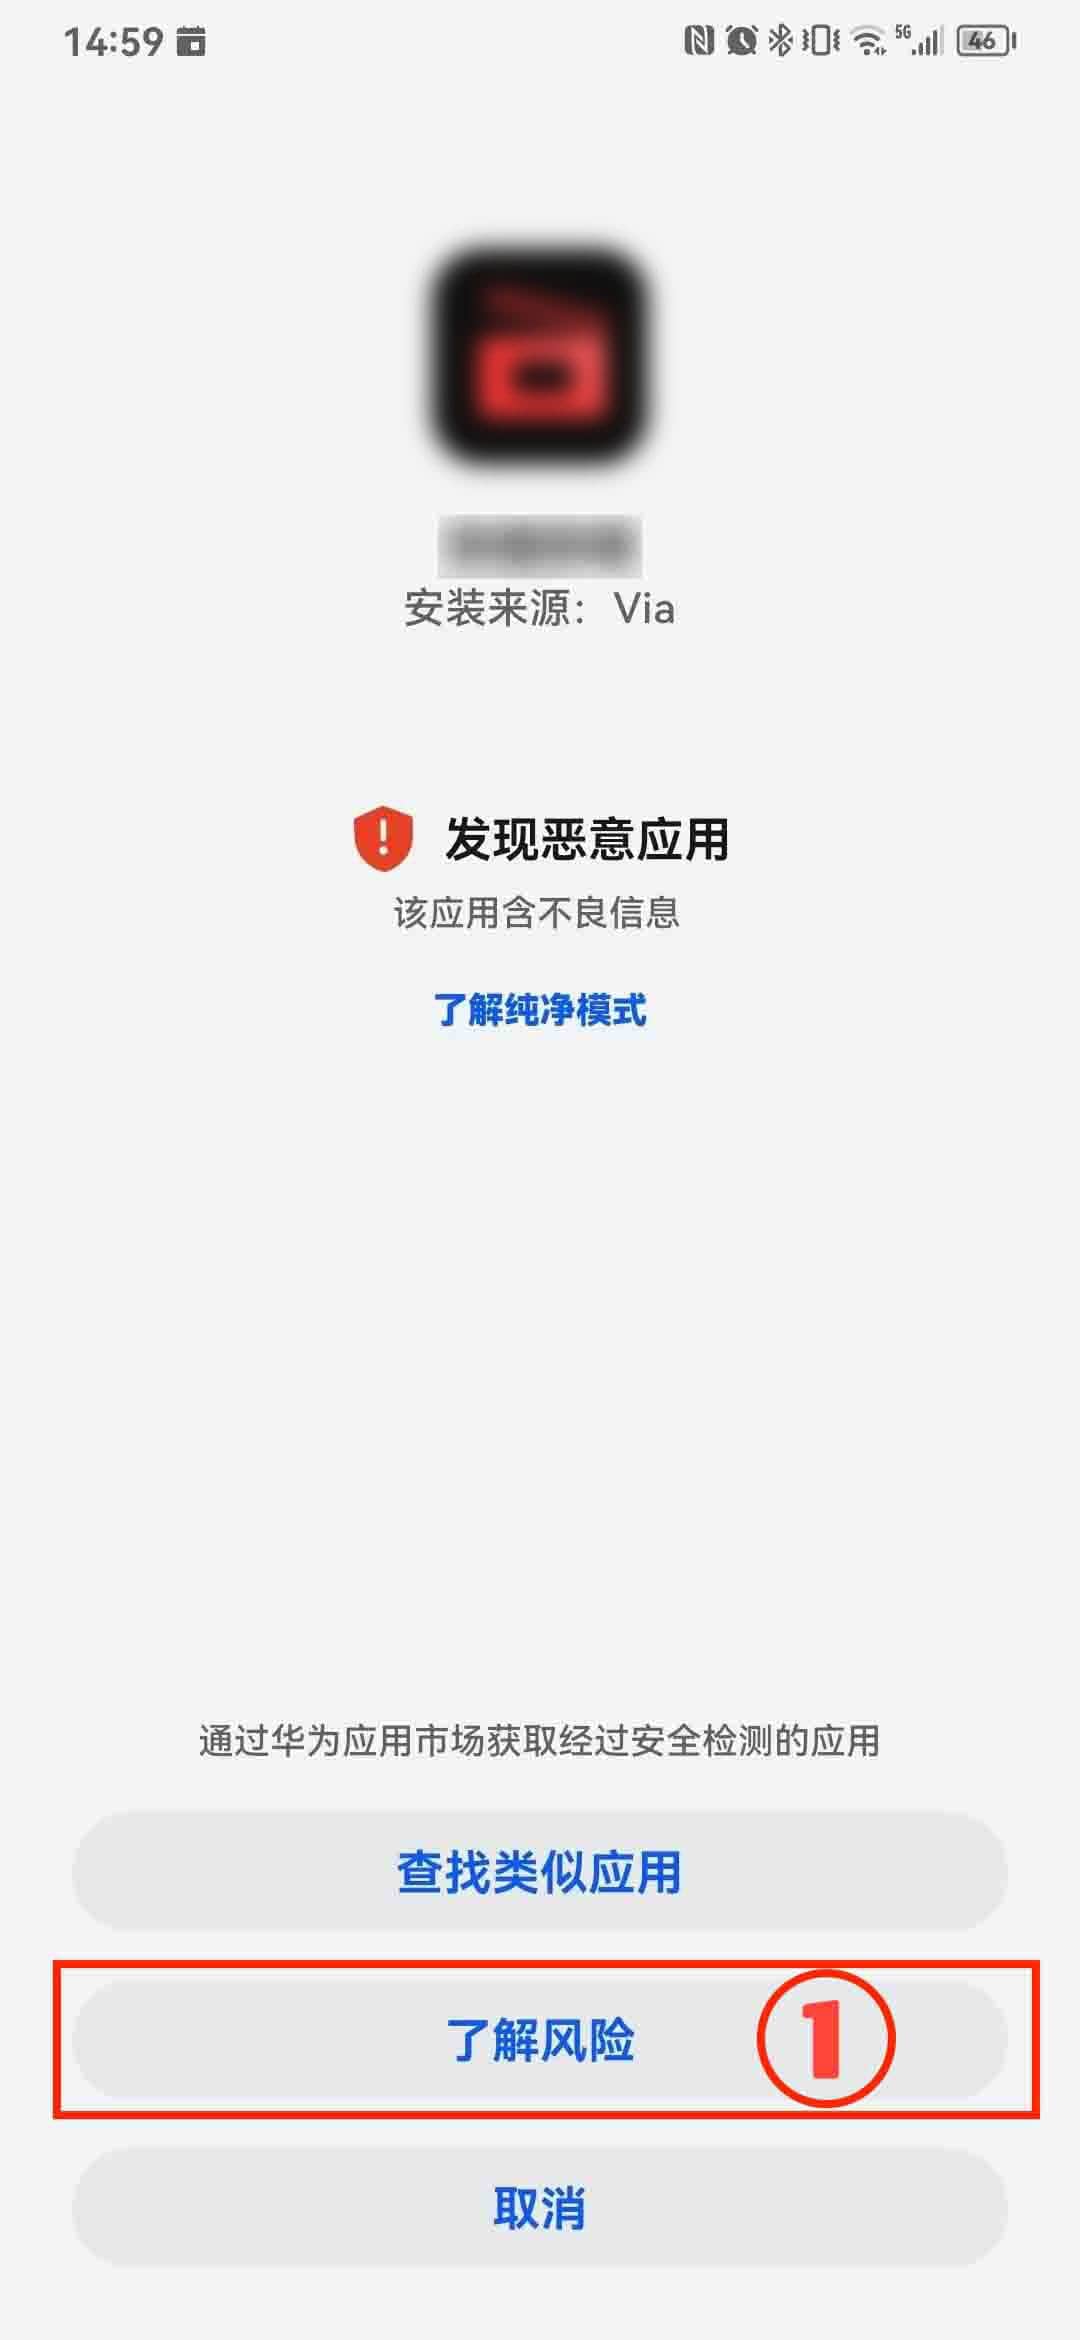 14:59
5G
46
安装来源：Via
发现恶意应用
该应用含不良信息
了解纯净模式
通过华为应用市场获取经过安全检测的应用
查找类似应用
了解风险
1
取消